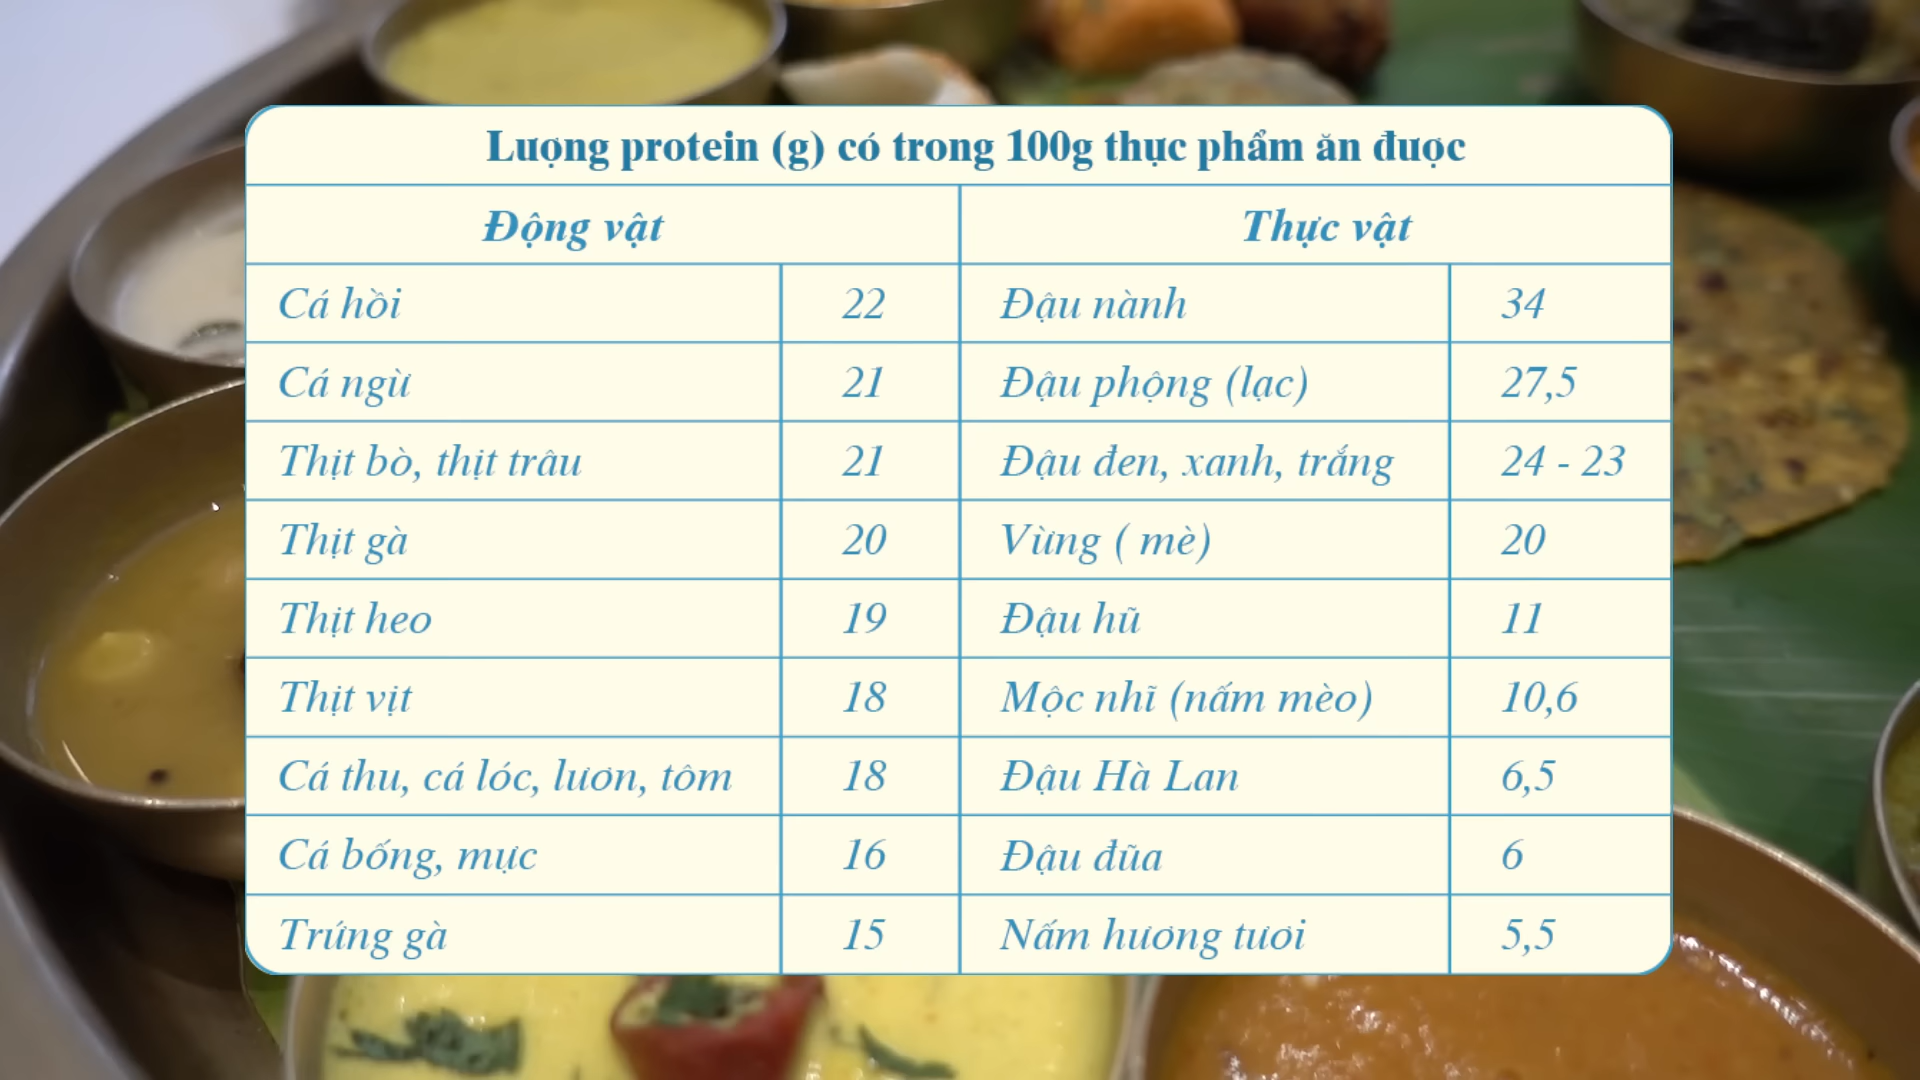 Lượng protein (g) có trong 100g thực phẩm ăn được
Động vật Thực vật
Cá hồi 22 Đậu nành 34
Cá ngừ 21 Đậu phộng (lạc) 27,5
Thịt bò, thịt trâu 21 Đậu đen, xanh, trắng 24 - 23
Thịt gà 20 Vừng ( mè) 20
Thịt heo 19 Đậu hũ 11
Thịt vịt 18 Mộc nhĩ (nấm mèo) 10,6
Cá thu, cá lóc, lươn, tôm 18 Đậu Hà Lan 6,5
Cá bống, mực 16 Đậu đũa 6
Trứng gà 15 Nấm hương tươi 5,5